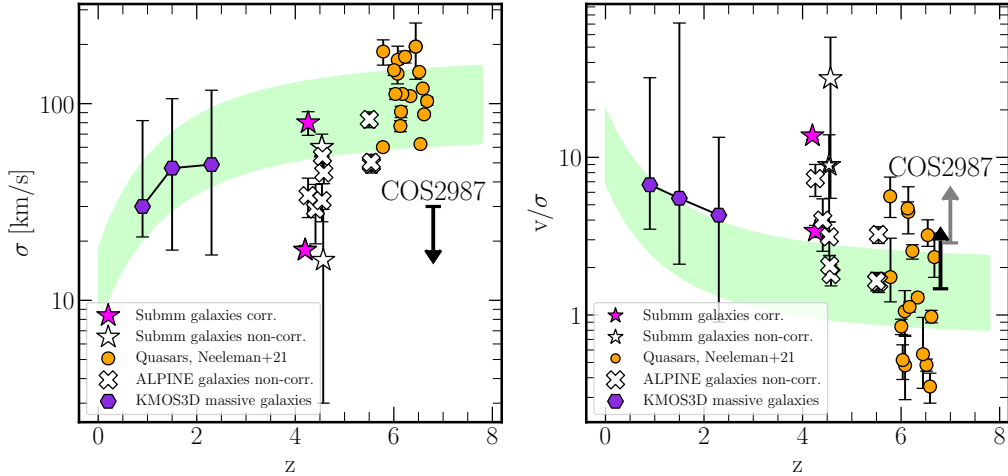 σ [km/s]
100
10
COS2987
Submm galaxies corr.
Submm galaxies non-corr.
Quasars, Neeleman+21
ALPINE galaxies non-corr.
KMOS3D massive galaxies
0 2 4 6 8
z
v/σ
10
1
COS2987
Submm galaxies corr.
Submm galaxies non-corr.
Quasars, Neeleman+21
ALPINE galaxies non-corr.
KMOS3D massive galaxies
0 2 4 6 8
z